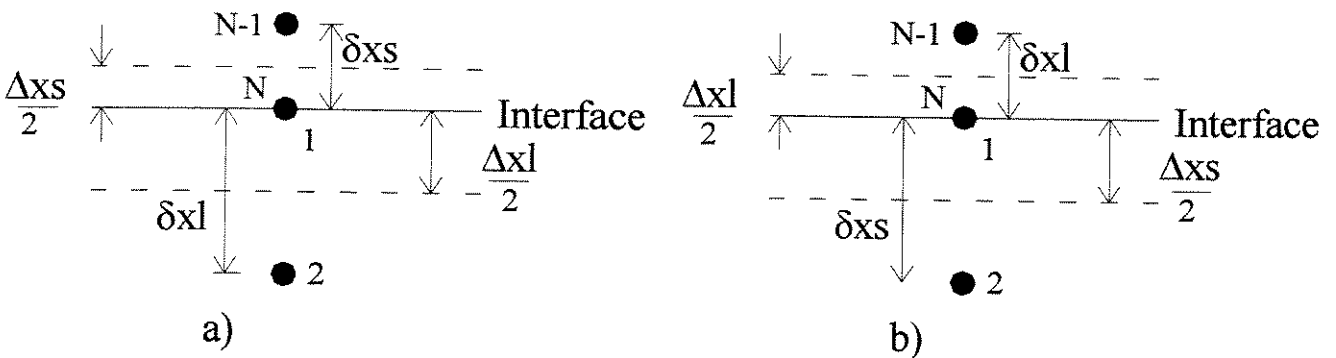 N-1
δxs
Δxs
2
N
Interface
1
Δxl
2
δxl
2
a)
N-1
δxl
Δxl
2
N
Interface
1
Δxs
2
δxs
2
b)